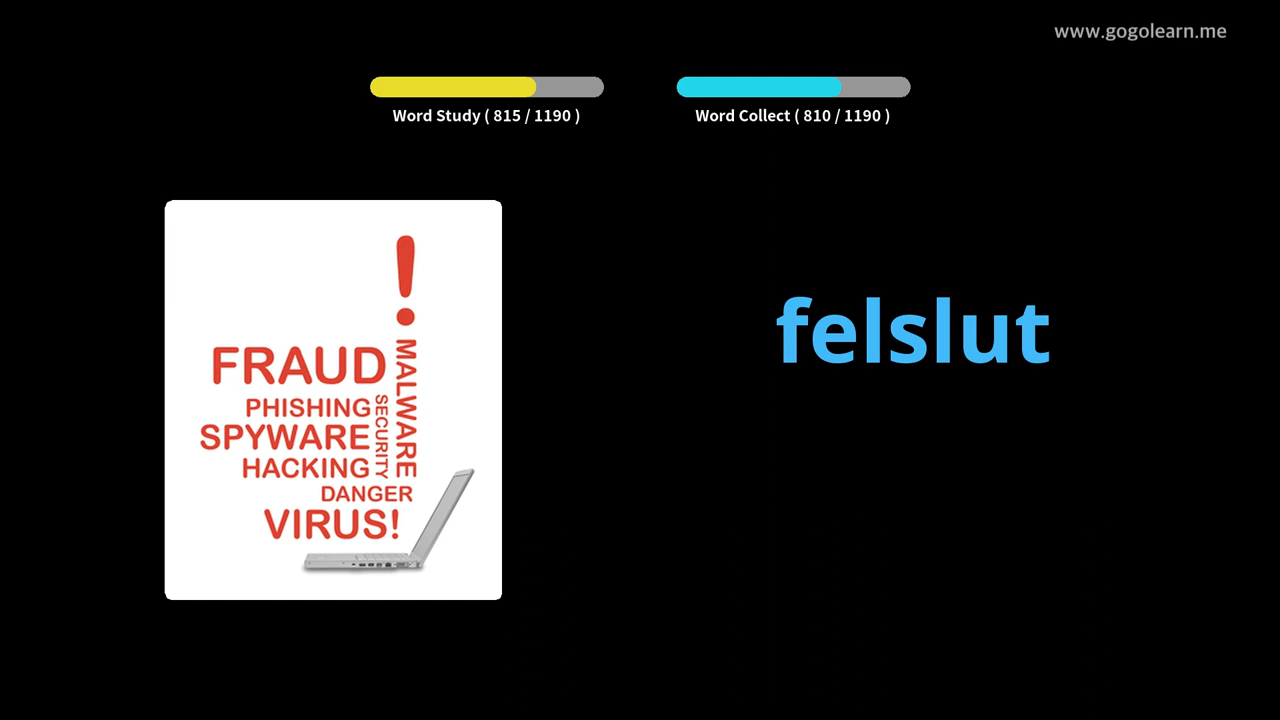 www.gogolearn.me
Word Study ( 815 / 1190 )
Word Collect ( 810 / 1190 )
!
FRAUD
MALWARE
PHISHING
SECURITY
SPYWARE
HACKING
DANGER
VIRUS!
felslut